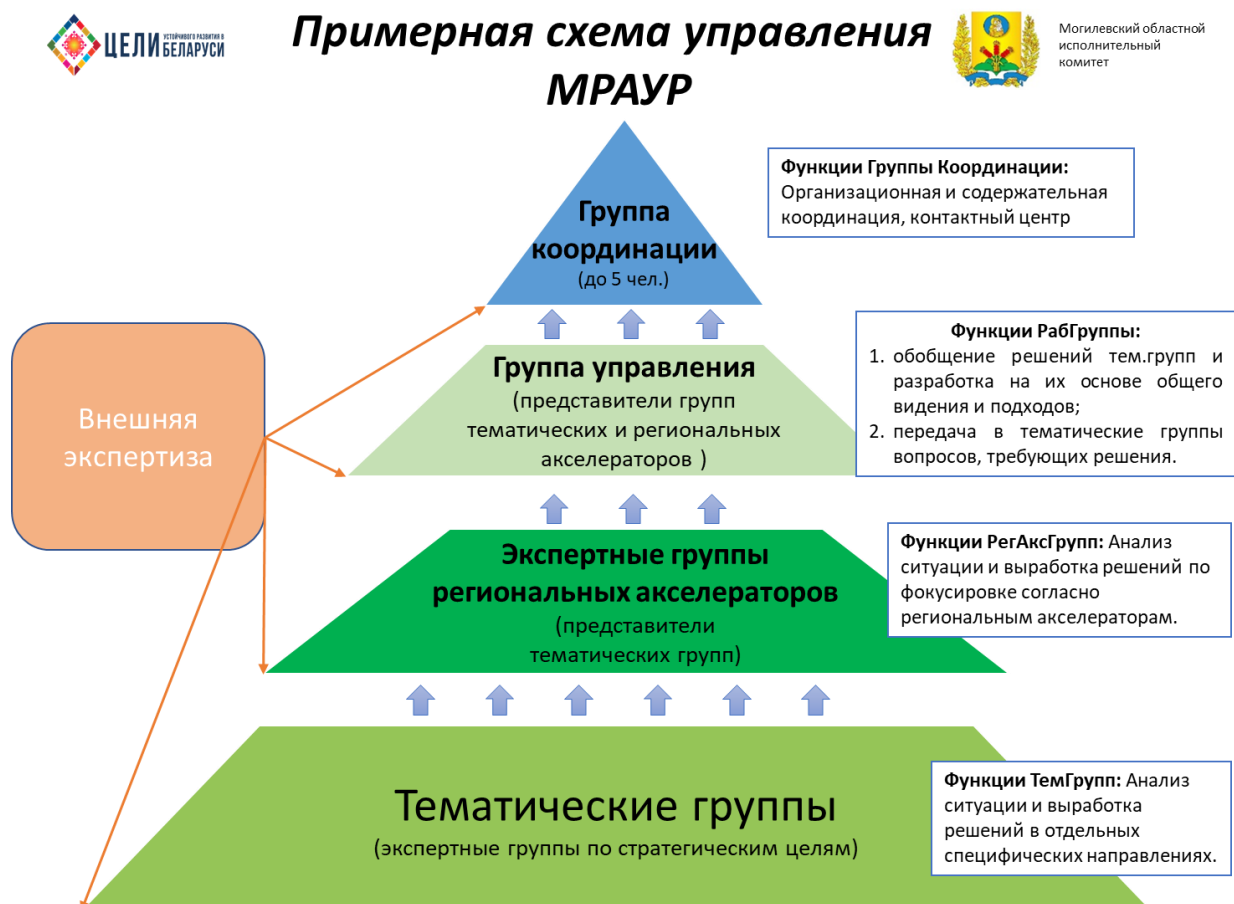 ЦЕЛИ УСТОЙЧИВОГО РАЗВИТИЯ В
БЕЛАРУСИ
Примерная схема управления
МРАУР
Могилевский областной
исполнительный
комитет
Группа
координации
(до 5 чел.)
Функции Группы Координации:
Организационная и содержательная
координация, контактный центр
Внешняя
экспертиза
Группа управления
(представители групп
тематических и региональных
акселераторов )
Функции РабГруппы:
1. обобщение решений тем.групп и
разработка на их основе общего
видения и подходов;
2. передача в тематические группы
вопросов, требующих решения.
Экспертные группы
региональных акселераторов
(представители
тематических групп)
Функции РегАксГрупп: Анализ
ситуации и выработка решений по
фокусировке согласно
региональным акселераторам.
Тематические группы
(экспертные группы по стратегическим целям)
Функции ТемГрупп: Анализ
ситуации и выработка
решений в отдельных
специфических направлениях.